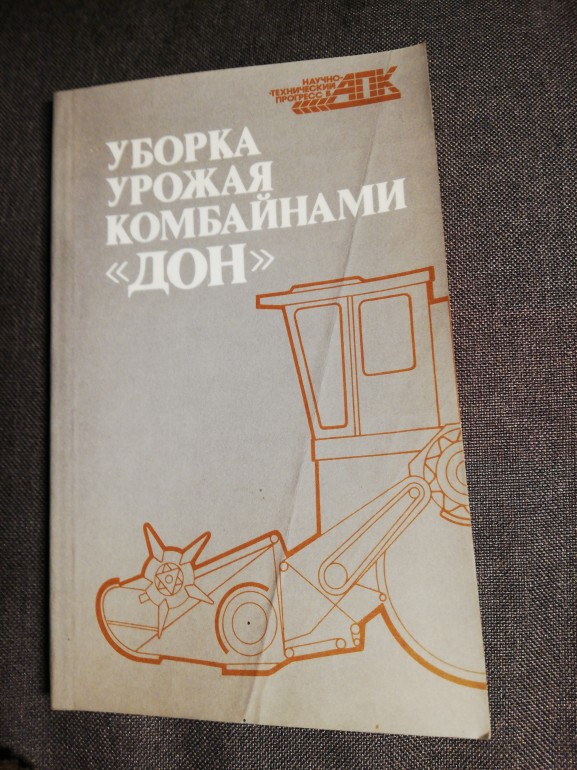 НАУЧНО-
ТЕХНИЧЕСКИЙ
ПРОГРЕСС В
АПК
УБОРКА
УРОЖАЯ
КОМБАЙНАМИ
«ДОН»